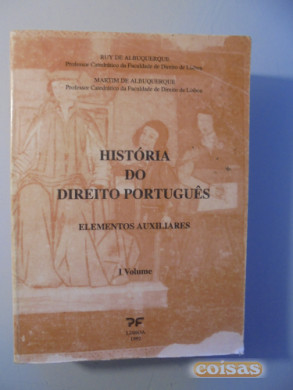 RUY DE ALBUQUERQUE
Professor Catedrático da Faculdade de Direito de Lisboa
MARTIM DE ALBUQUERQUE
Professor Catedrático da Faculdade de Direito de Lisboa
HISTÓRIA
DO
DIREITO PORTUGUÊS
ELEMENTOS AUXILIARES
I Volume
PF
LISBOA
coisas